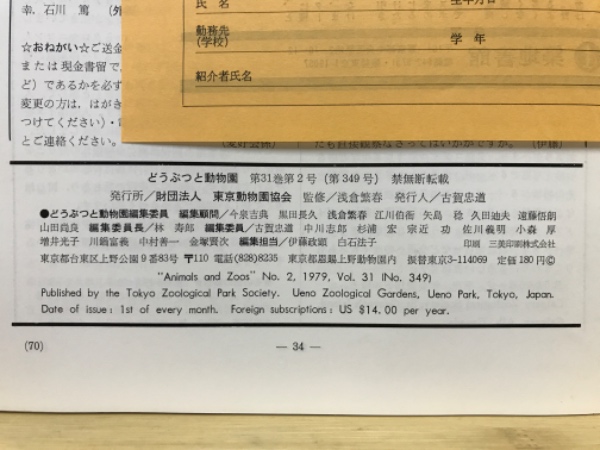 氏 名
生年月日
勤務先
(学校)
学 年
紹介者氏名
幸. 石川 篤
☆おねがい☆ご送金
または現金書留で
ど）であるかを必ず
変更の方は，はがき
つけてください)・
とご連絡ください。
どうぶつと動物園 第31巻第2号 (第349号) 禁無断転載
発行所／財団法人 東京動物園協会 監修／浅倉繁春 発行人／古賀忠道
●どうぶつと動物園編集委員 編集顧問／今泉吉典 黒田長久 浅倉繁春 江川伯衛 矢島 稔 久田迪夫 遠藤悟朗
山田尚良 編集委員長／林 寿郎 編集委員／古賀忠道 中川志郎 杉浦 宏 宗近 功 佐川義明 小森 厚
増井光子 川鍋富義 中村善一 金塚賢次 編集担当／伊藤政顕 白石法子 印刷 三美印刷株式会社
東京都台東区上野公園9番83号 〒110 電話(828)8235 東京都恩賜上野動物園内 振替東京3-114069 定価180円Ⓒ
"Animals and Zoos" No. 2, 1979, Vol. 31 (No. 349)
Published by the Tokyo Zoological Park Society. Ueno Zoological Gardens, Ueno Park, Tokyo, Japan.
Date of issue : 1st of every month. Foreign subscriptions : US $14.00 per year.
(70)
— 34 —